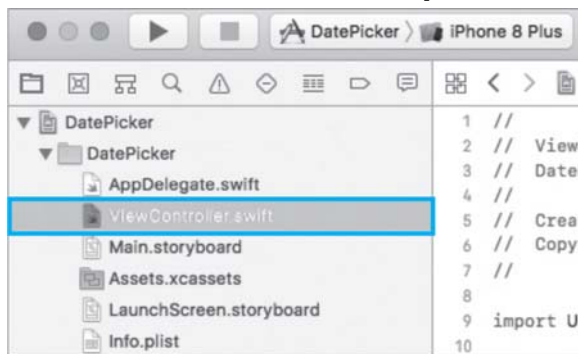 DatePicker iPhone 8 Plus
DatePicker
DatePicker
AppDelegate.swift
ViewController.swift
Main.storyboard
Assets.xcassets
LaunchScreen.storyboard
Info.plist
1 //
2 // View
3 // Date
4 //
5 // Crea
6 // Copy
7 //
8
9 import U
10